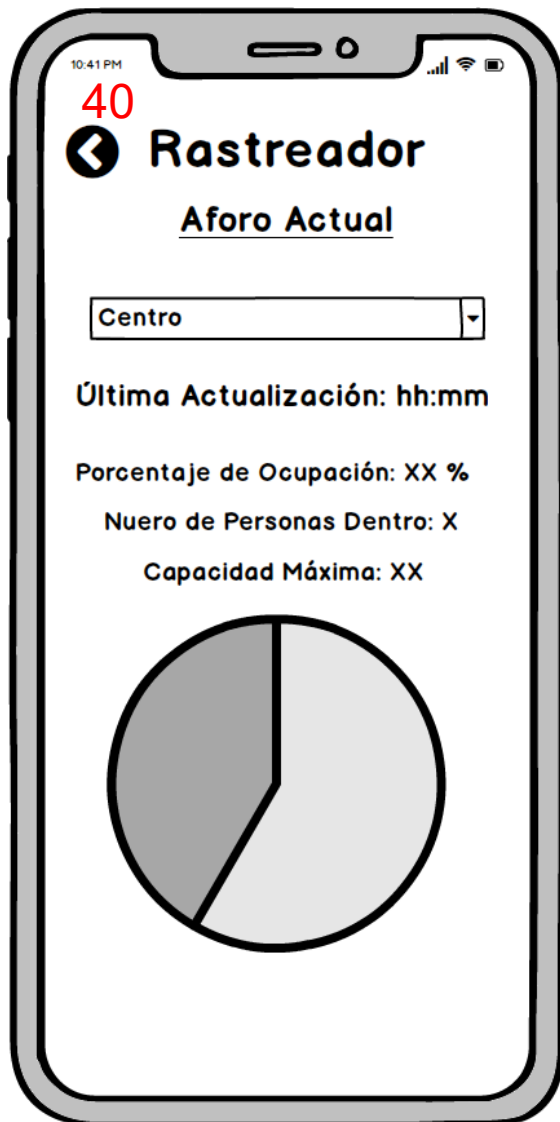 10:41 PM
40
Rastreador
Aforo Actual
Centro
Última Actualización: hh:mm
Porcentaje de Ocupación: XX %
Nuero de Personas Dentro: X
Capacidad Máxima: XX